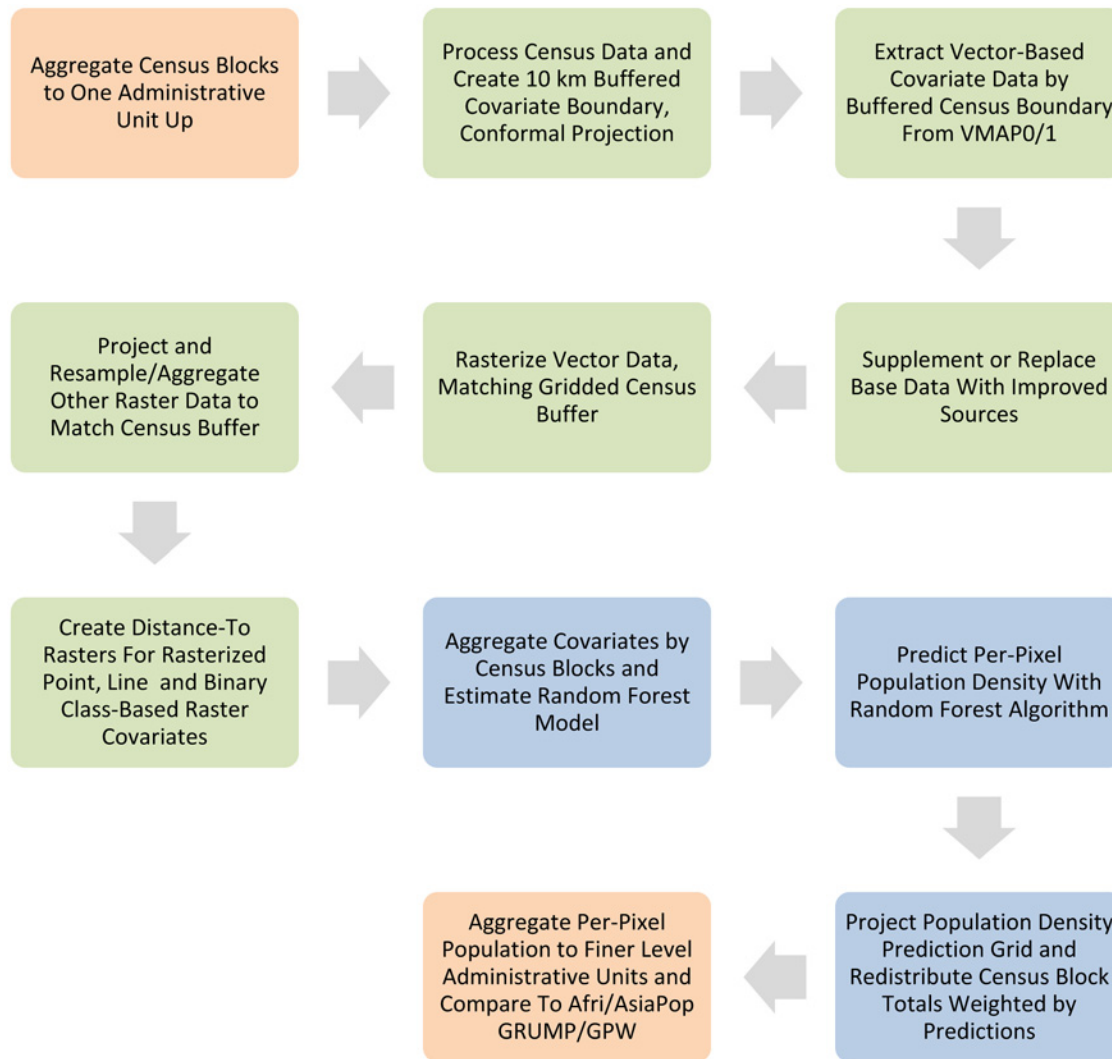 Aggregate Census Blocks
to One Administrative
Unit Up
Process Census Data and
Create 10 km Buffered
Covariate Boundary,
Conformal Projection
Extract Vector-Based
Covariate Data by
Buffered Census Boundary
From VMAP0/1
Supplement or Replace
Base Data With Improved
Sources
Rasterize Vector Data,
Matching Gridded Census
Buffer
Project and
Resample/Aggregate
Other Raster Data to
Match Census Buffer
Create Distance-To
Rasters For Rasterized
Point, Line and Binary
Class-Based Raster
Covariates
Aggregate Covariates by
Census Blocks and
Estimate Random Forest
Model
Predict Per-Pixel
Population Density With
Random Forest Algorithm
Project Population Density
Prediction Grid and
Redistribute Census Block
Totals Weighted by
Predictions
Aggregate Per-Pixel
Population to Finer Level
Administrative Units and
Compare To Afri/AsiaPop
GRUMP/GPW